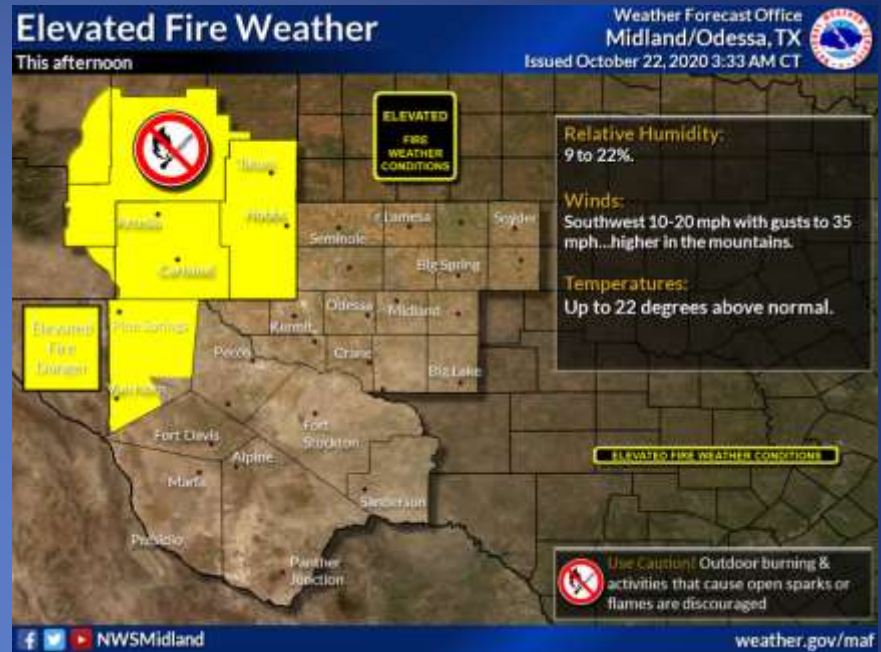 Elevated Fire Weather
This afternoon
Weather Forecast Office
Midland/Odessa, TX
Issued October 22, 2020 3:33 AM CT
ELEVATED
FIRE
WEATHER
CONDITIONS
Relative Humidity:
9 to 22%.
Winds:
Southwest 10-20 mph with gusts to 35
mph...higher in the mountains.
Temperatures:
Up to 22 degrees above normal.
Tatum
Artesia
Hobbs
Carlsbad
Seminole
Lamesa
Snyder
Big Spring
Elevated
Fire
Danger
Pine Springs
Kermit
Odessa
Midland
Pecos
Crane
Big Lake
Van Horn
Fort Davis
Fort
Stockton
Alpine
Marfa
Sanderson
Presidio
Panther
Junction
ELEVATED FIRE WEATHER CONDITIONS
Use Caution! Outdoor burning &
activities that cause open sparks or
flames are discouraged
NWSMidland
weather.gov/maf